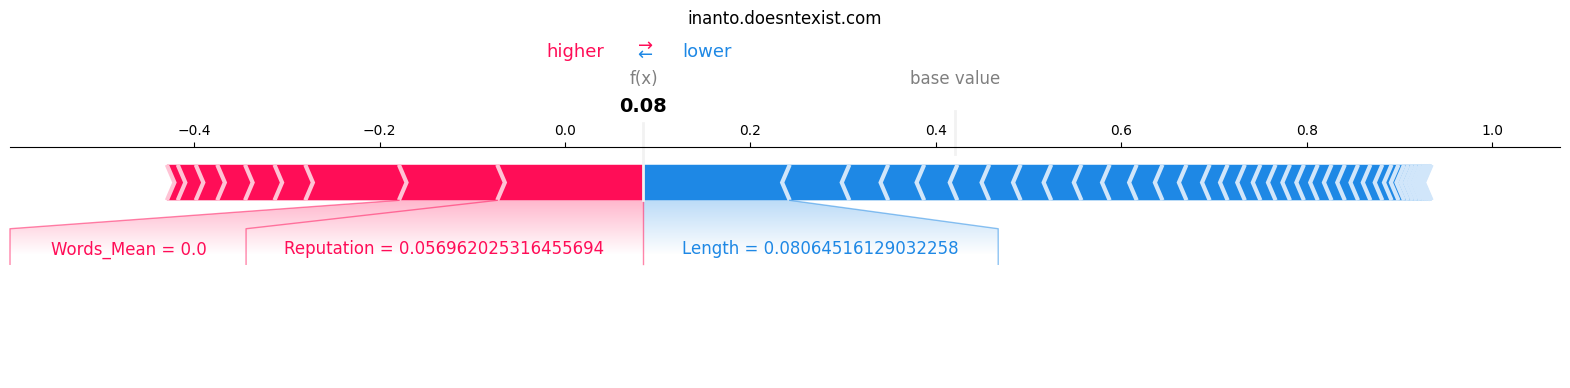 inanto.doesntexist.com
higher ⇄ lower
f(x) base value
0.08
−0.4 −0.2 0.0 0.2 0.4 0.6 0.8 1.0
Words_Mean = 0.0 Reputation = 0.056962025316455694 Length = 0.08064516129032258